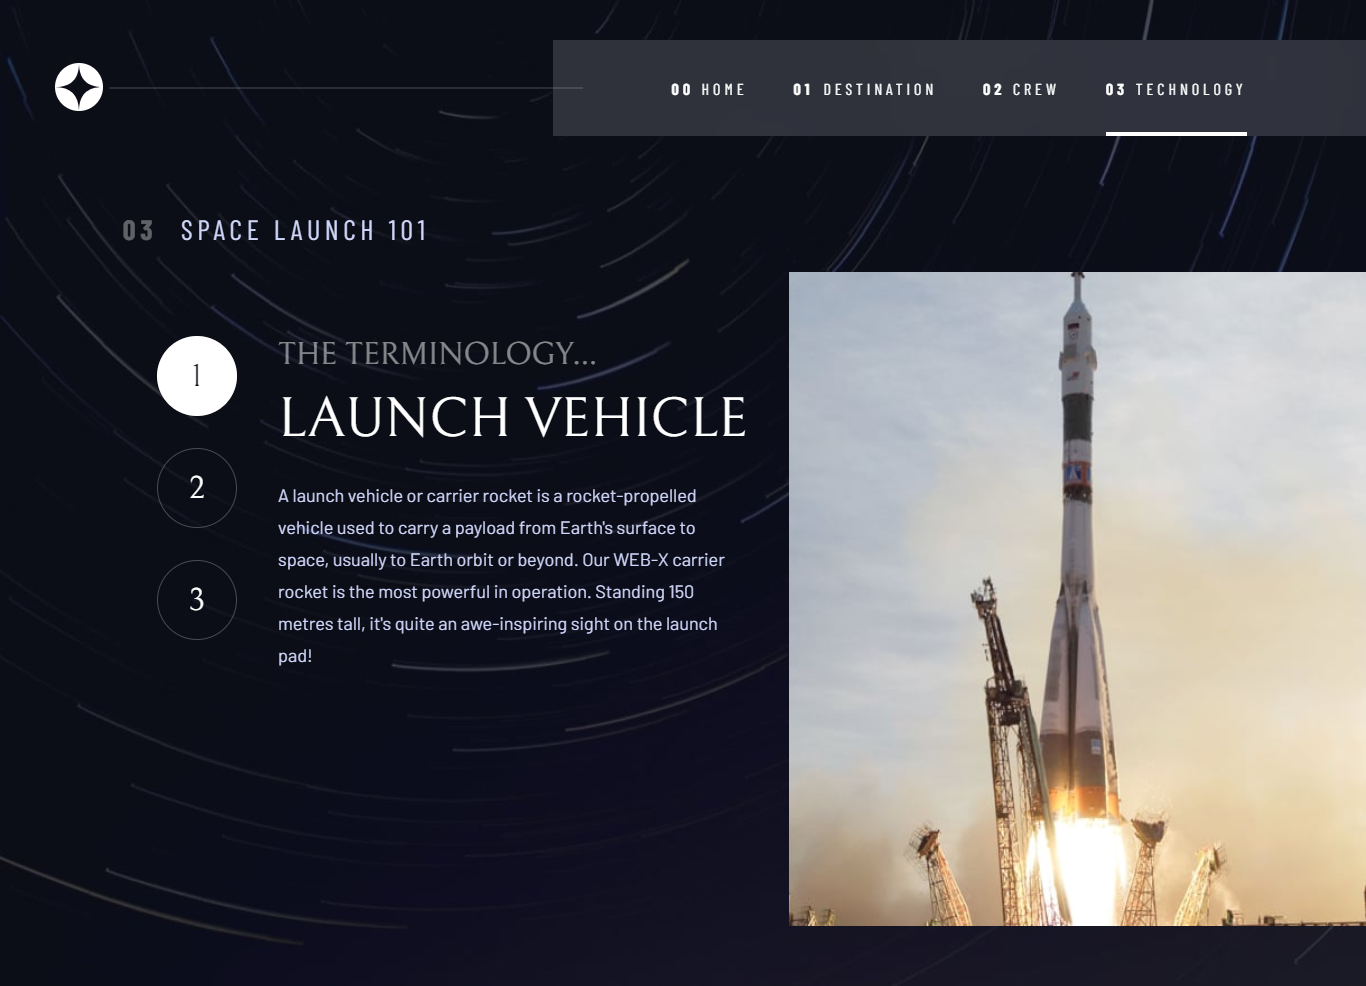 00 HOME 01 DESTINATION 02 CREW 03 TECHNOLOGY
03 SPACE LAUNCH 101
1
2
3
THE TERMINOLOGY...
LAUNCH VEHICLE
A launch vehicle or carrier rocket is a rocket-propelled
vehicle used to carry a payload from Earth's surface to
space, usually to Earth orbit or beyond. Our WEB-X carrier
rocket is the most powerful in operation. Standing 150
metres tall, it's quite an awe-inspiring sight on the launch
pad!